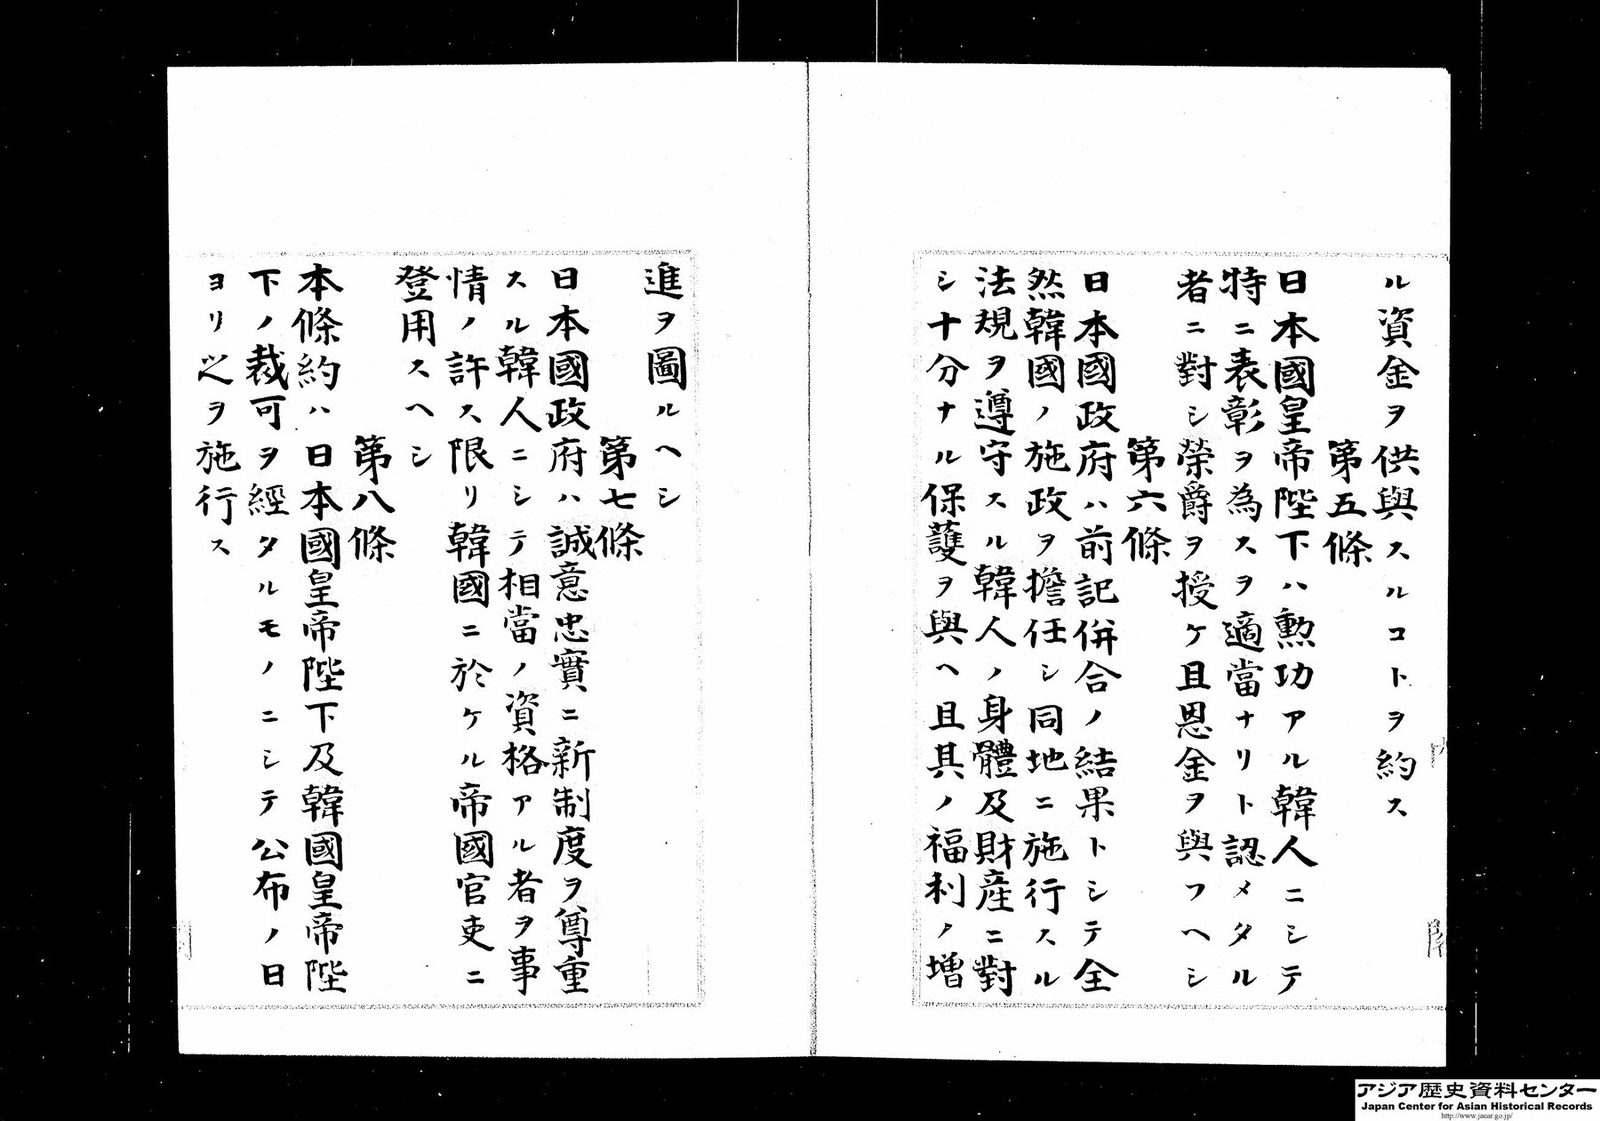 ル資金ヲ供與スルコトヲ約ス
第五條
日本國皇帝陛下ハ勲功アル韓人ニシテ
特ニ表彰ヲ為スヲ適當ナリト認メタル
者ニ對シ榮爵ヲ授ケ且恩金ヲ與フヘシ
第六條
日本國政府ハ前記併合ノ結果トシテ全
然韓國ノ施政ヲ擔任シ同地ニ施行スル
法規ヲ遵守スル韓人ノ身體及財産ニ對
シ十分ナル保護ヲ與ヘ且其ノ福利ノ増
進ヲ圖ルヘシ
第七條
日本國政府ハ誠意忠實ニ新制度ヲ尊重
スル韓人ニシテ相當ノ資格アル者ヲ事
情ノ許ス限リ韓國ニ於ケル帝國官吏ニ
登用スヘシ
第八條
本條約ハ日本國皇帝陛下及韓國皇帝陛
下ノ裁可ヲ經タルモノニシテ公布ノ日
ヨリ之ヲ施行ス
アジア歴史資料センター
Japan Center for Asian Historical Records
http://www.jacar.go.jp/